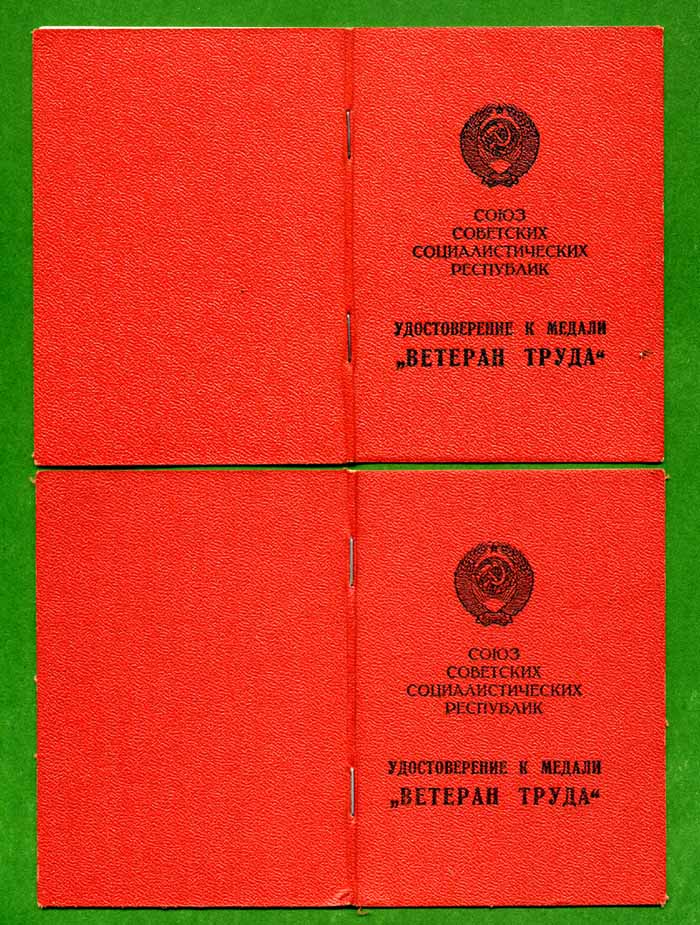 СОЮЗ
СОВЕТСКИХ
СОЦИАЛИСТИЧЕСКИХ
РЕСПУБЛИК
УДОСТОВЕРЕНИЕ К МЕДАЛИ
„ВЕТЕРАН ТРУДА“
СОЮЗ
СОВЕТСКИХ
СОЦИАЛИСТИЧЕСКИХ
РЕСПУБЛИК
УДОСТОВЕРЕНИЕ К МЕДАЛИ
„ВЕТЕРАН ТРУДА“